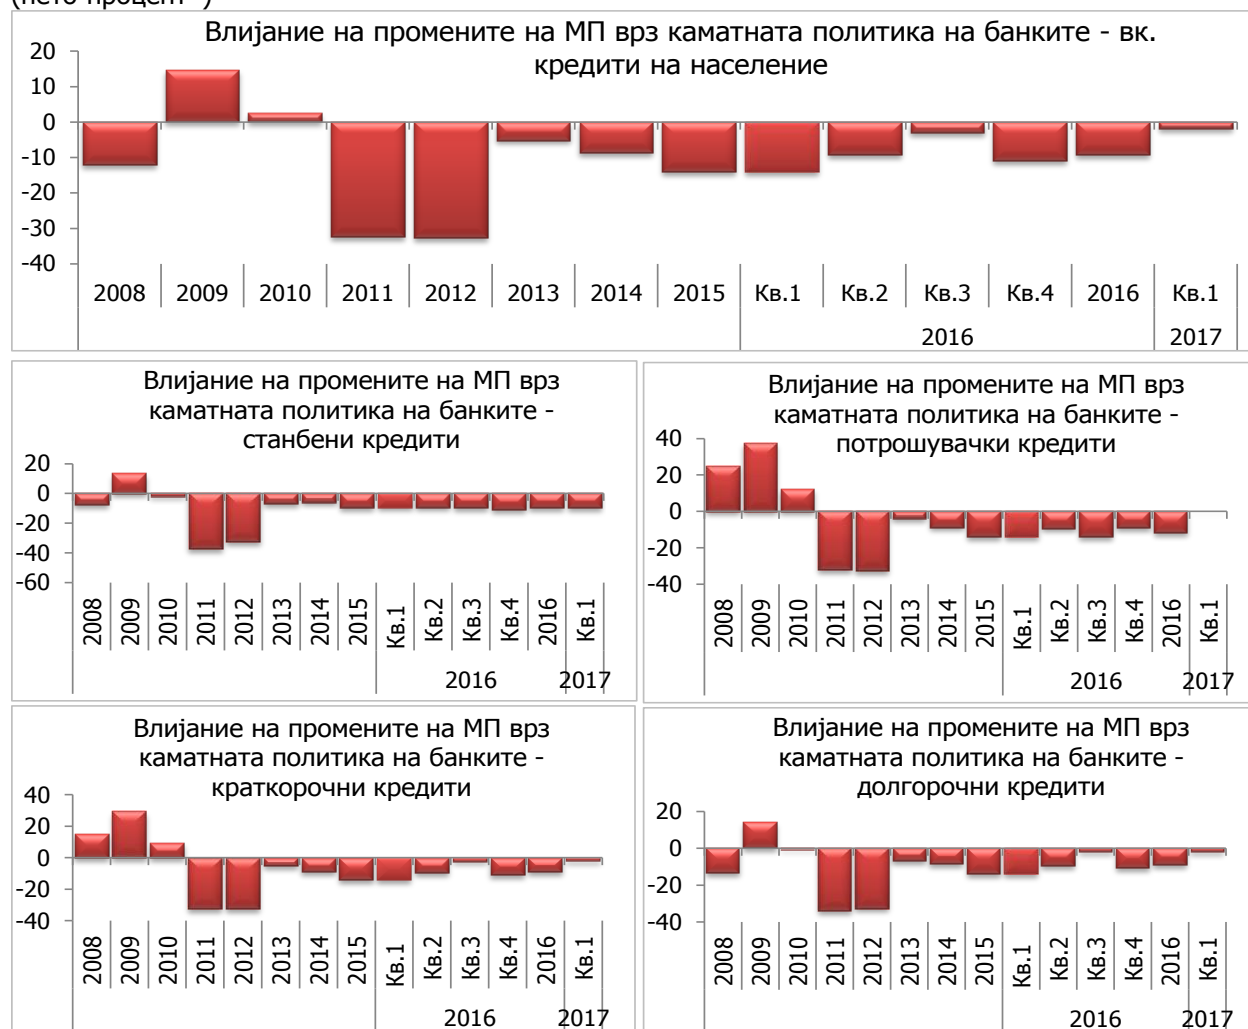 (нето процент*)
Влијание на промените на МП врз каматната политика на банките - вк.
кредити на население
20
10
0
-10
-20
-30
-40
2008 2009 2010 2011 2012 2013 2014 2015 Кв.1 Кв.2 Кв.3 Кв.4 2016 Кв.1
2016 2017
Влијание на промените на МП врз
каматната политика на банките -
станбени кредити
20
0
-20
-40
-60
2008 2009 2010 2011 2012 2013 2014 2015 Кв.1 Кв.2 Кв.3 Кв.4 2016 Кв.1
2016 2017
Влијание на промените на МП врз
каматната политика на банките -
потрошувачки кредити
40
20
0
-20
-40
2008 2009 2010 2011 2012 2013 2014 2015 Кв.1 Кв.2 Кв.3 Кв.4 2016 Кв.1
2016 2017
Влијание на промените на МП врз
каматната политика на банките -
краткорочни кредити
40
20
0
-20
-40
2008 2009 2010 2011 2012 2013 2014 2015 Кв.1 Кв.2 Кв.3 Кв.4 2016 Кв.1
2016 2017
Влијание на промените на МП врз
каматната политика на банките -
долгорочни кредити
20
0
-20
-40
2008 2009 2010 2011 2012 2013 2014 2015 Кв.1 Кв.2 Кв.3 Кв.4 2016 Кв.1
2016 2017